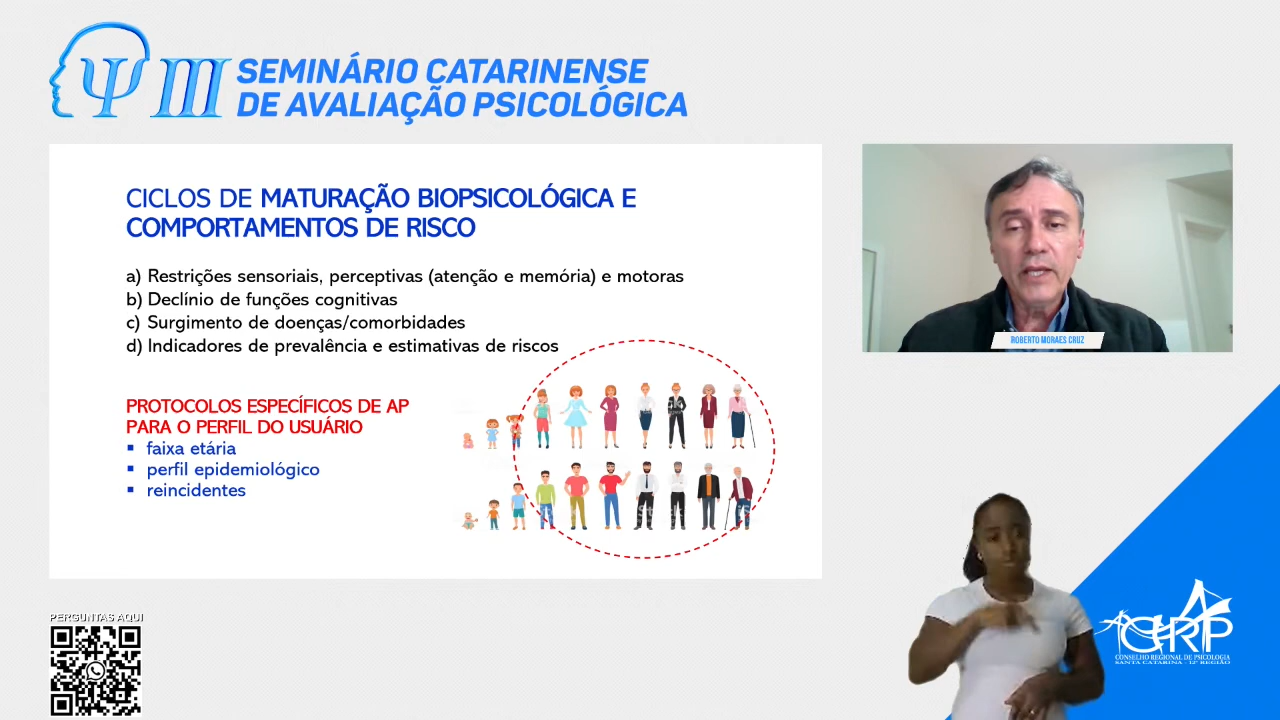 Ψ III SEMINÁRIO CATARINENSE
DE AVALIAÇÃO PSICOLÓGICA
CICLOS DE MATURAÇÃO BIOPSICOLÓGICA E
COMPORTAMENTOS DE RISCO
a) Restrições sensoriais, perceptivas (atenção e memória) e motoras
b) Declínio de funções cognitivas
c) Surgimento de doenças/comorbidades
d) Indicadores de prevalência e estimativas de riscos
PROTOCOLOS ESPECÍFICOS DE AP
PARA O PERFIL DO USUÁRIO
▪ faixa etária
▪ perfil epidemiológico
▪ reincidentes
ROBERTO MORAES CRUZ
PERGUNTAS AQUI
CRP
CONSELHO REGIONAL DE PSICOLOGIA
SANTA CATARINA - 12ª REGIÃO